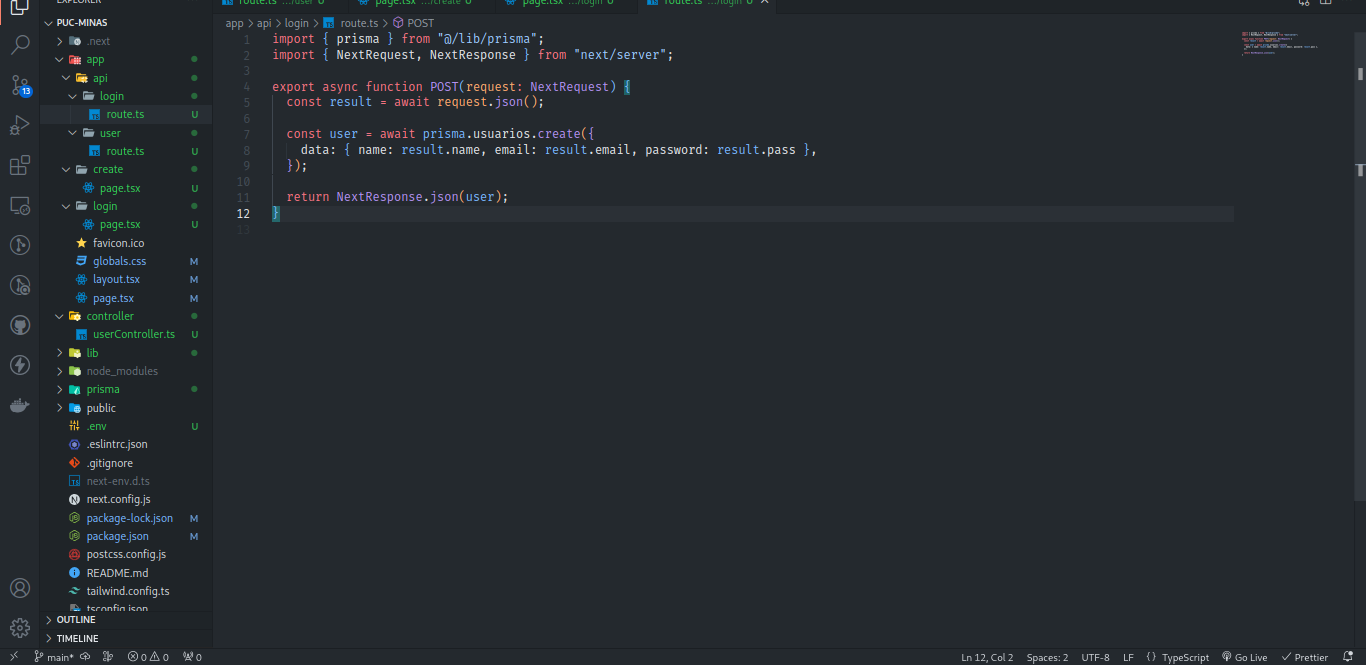 EXPLORER
route.ts .../user U
page.tsx .../create U
page.tsx .../login U
route.ts .../login U
PUC-MINAS
app > api > login > route.ts > POST
.next
app
api
login
route.ts U
user
route.ts U
create
page.tsx U
login
page.tsx U
favicon.ico
globals.css M
layout.tsx M
page.tsx M
controller
userController.ts U
lib
node_modules
prisma
public
.env U
.eslintrc.json
.gitignore
next-env.d.ts
next.config.js
package-lock.json M
package.json M
postcss.config.js
README.md
tailwind.config.ts
tsconfig.json
OUTLINE
TIMELINE
13
1 import { prisma } from "@/lib/prisma";
2 import { NextRequest, NextResponse } from "next/server";
3
4 export async function POST(request: NextRequest) {
5 const result = await request.json();
6
7 const user = await prisma.usuarios.create({
8 data: { name: result.name, email: result.email, password: result.pass },
9 });
10
11 return NextResponse.json(user);
12 }
13
main* 0 0 0 Ln 12, Col 2 Spaces: 2 UTF-8 LF {} TypeScript Go Live Prettier